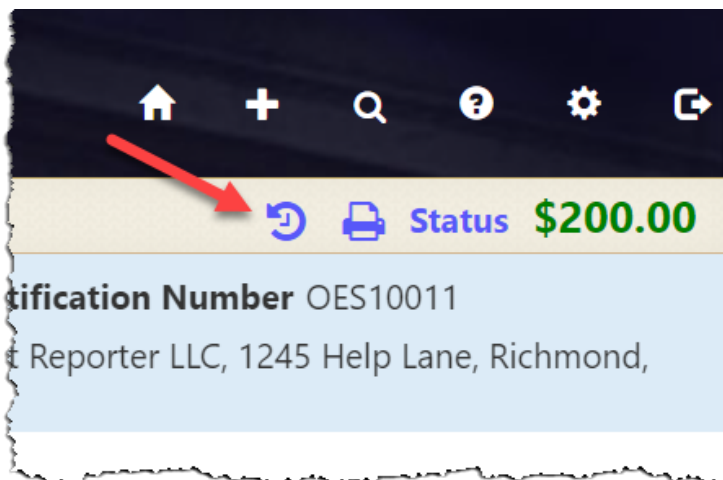 Status $200.00
tification Number OES10011
t Reporter LLC, 1245 Help Lane, Richmond,